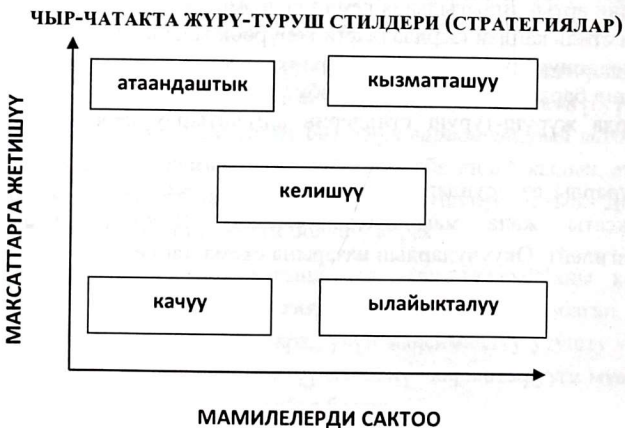 ЧЫР-ЧАТАКТА ЖҮРҮ-ТУРУШ СТИЛДЕРИ (СТРАТЕГИЯЛАР)
атаандаштык
кызматташуу
келишүү
качуу
ылайыкталуу
МАКСАТТАРГА ЖЕТИШҮҮ
МАМИЛЕЛЕРДИ САКТОО